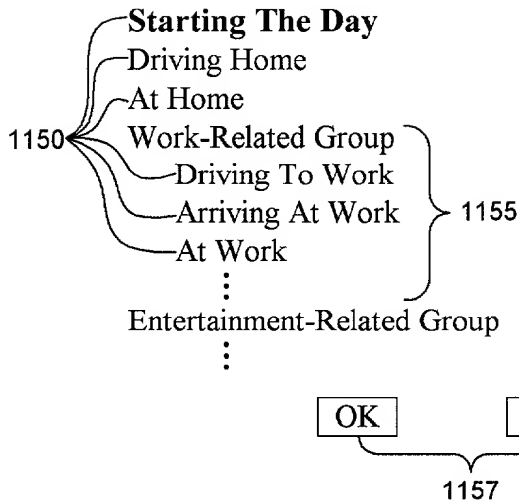 Starting The Day
Driving Home
At Home
1150
Work-Related Group
Driving To Work
Arriving At Work
1155
At Work
Entertainment-Related Group
OK
1157